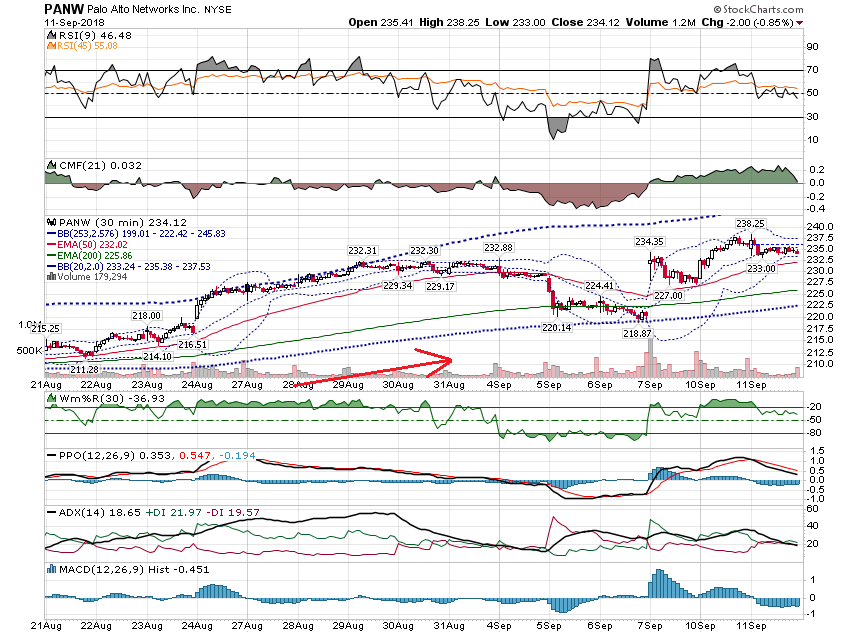 PANW Palo Alto Networks Inc. NYSE © StockCharts.com
11-Sep-2018 Open 235.41 High 238.25 Low 233.00 Close 234.12 Volume 1.2M Chg -2.00 (-0.85%)
RSI(9) 46.48
RSI(45) 55.08
90
70
50
30
10
CMF(21) 0.032
0.2
0.0
-0.2
-0.4
PANW (30 min) 234.12
BB(253,2.576) 199.01 - 222.42 - 245.83
EMA(50) 232.02
EMA(200) 225.86
BB(20,2.0) 233.24 - 235.38 - 237.53
Volume 179,294
240.0
237.5
235.0
232.5
230.0
227.5
225.0
222.5
220.0
217.5
215.0
212.5
210.0
1.0M
500K
215.25
211.28
218.00
214.10
216.51
232.31
229.34
232.30
229.17
232.88
220.14
224.41
218.87
234.35
227.00
238.25
233.00
21Aug 22Aug 23Aug 24Aug 27Aug 28Aug 29Aug 30Aug 31Aug 4Sep 5Sep 6Sep 7Sep 10Sep 11Sep
Wm%R(30) -36.93
-20
-50
-80
PPO(12,26,9) 0.353, 0.547, -0.194
1.5
1.0
0.5
0.0
-0.5
-1.0
ADX(14) 18.65 +DI 21.97 -DI 19.57
60
40
20
MACD(12,26,9) Hist -0.451
1
0
-1
21Aug 22Aug 23Aug 24Aug 27Aug 28Aug 29Aug 30Aug 31Aug 4Sep 5Sep 6Sep 7Sep 10Sep 11Sep